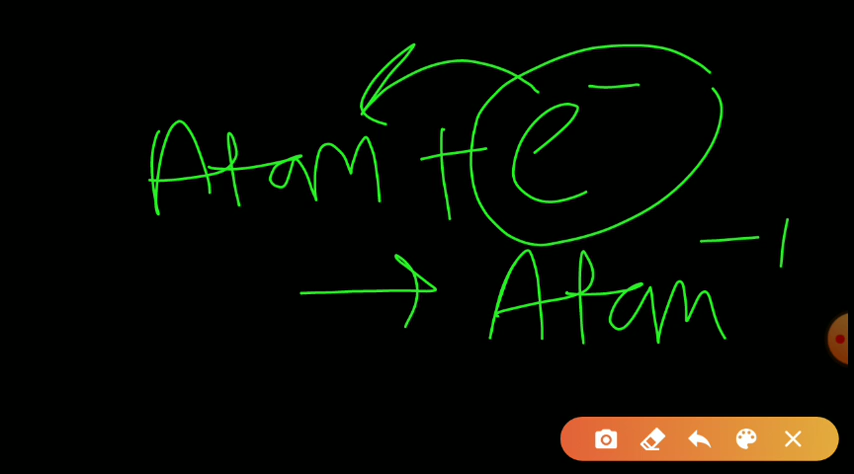 Atom + e⁻
→ Atom⁻¹